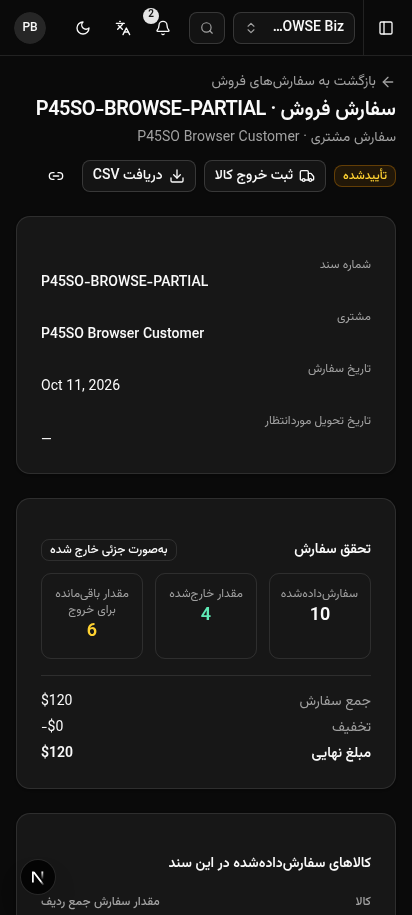 OWSE Biz...
2
PB
بازگشت به سفارش‌های فروش
سفارش فروش · P45SO-BROWSE-PARTIAL
سفارش مشتری · P45SO Browser Customer
تأییدشده
ثبت خروج کالا
دریافت CSV
شماره سند
P45SO-BROWSE-PARTIAL
مشتری
P45SO Browser Customer
تاریخ سفارش
Oct 11, 2026
تاریخ تحویل موردانتظار
—
تحقق سفارش
به‌صورت جزئی خارج شده
سفارش‌داده‌شده
10
مقدار خارج‌شده
4
مقدار باقی‌مانده
برای خروج
6
جمع سفارش
$120
تخفیف
-$0
مبلغ نهایی
$120
کالاهای سفارش‌داده‌شده در این سند
کالا
مقدار سفارش جمع ردیف
N